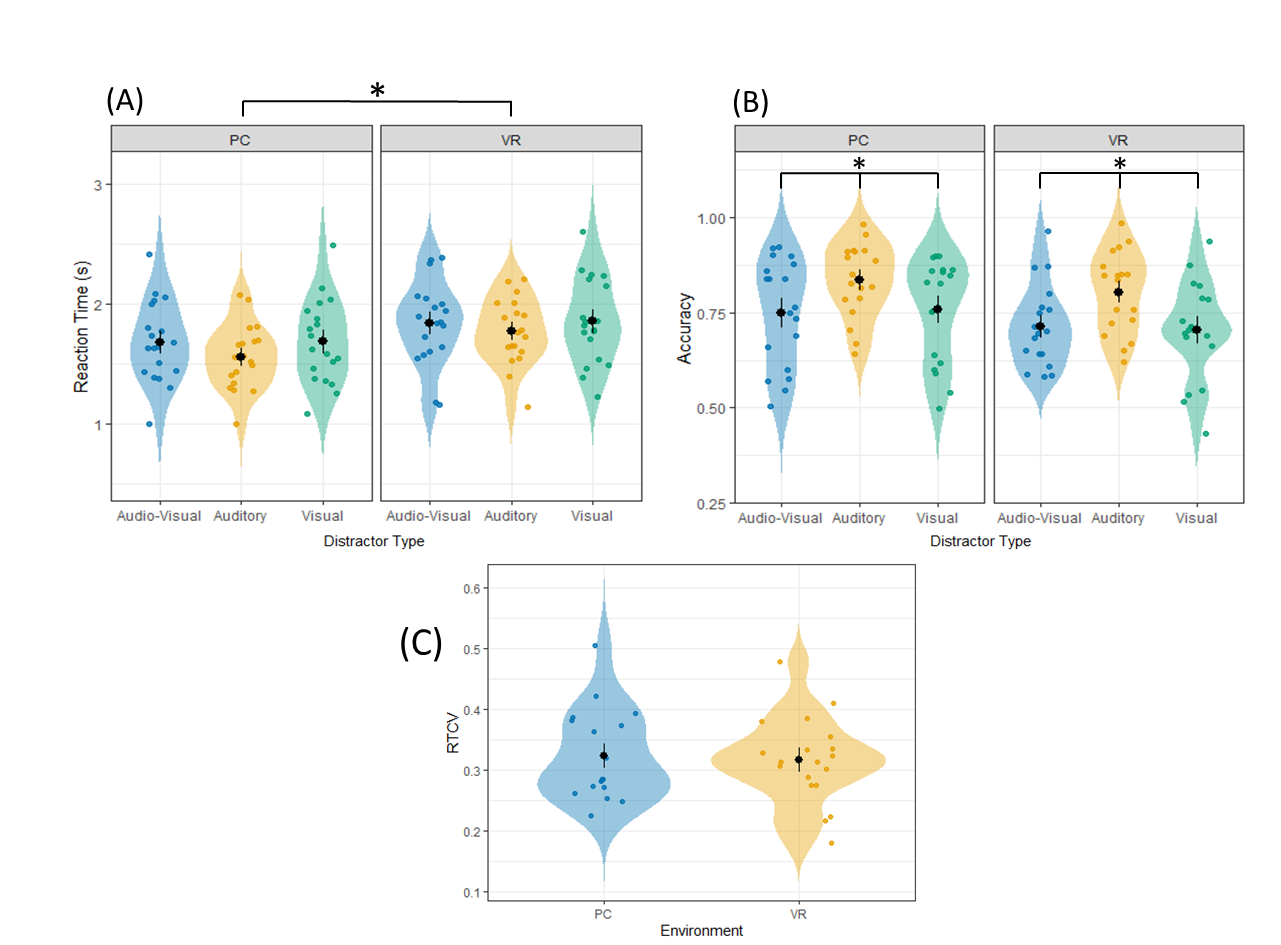 (A)
*
PC
VR
Reaction Time (s)
3
2
1
Audio-Visual
Auditory
Visual
Audio-Visual
Auditory
Visual
Distractor Type
(B)
PC
VR
*
*
Accuracy
1.00
0.75
0.50
0.25
Audio-Visual
Auditory
Visual
Audio-Visual
Auditory
Visual
Distractor Type
(C)
RTCV
0.6
0.5
0.4
0.3
0.2
0.1
PC
VR
Environment